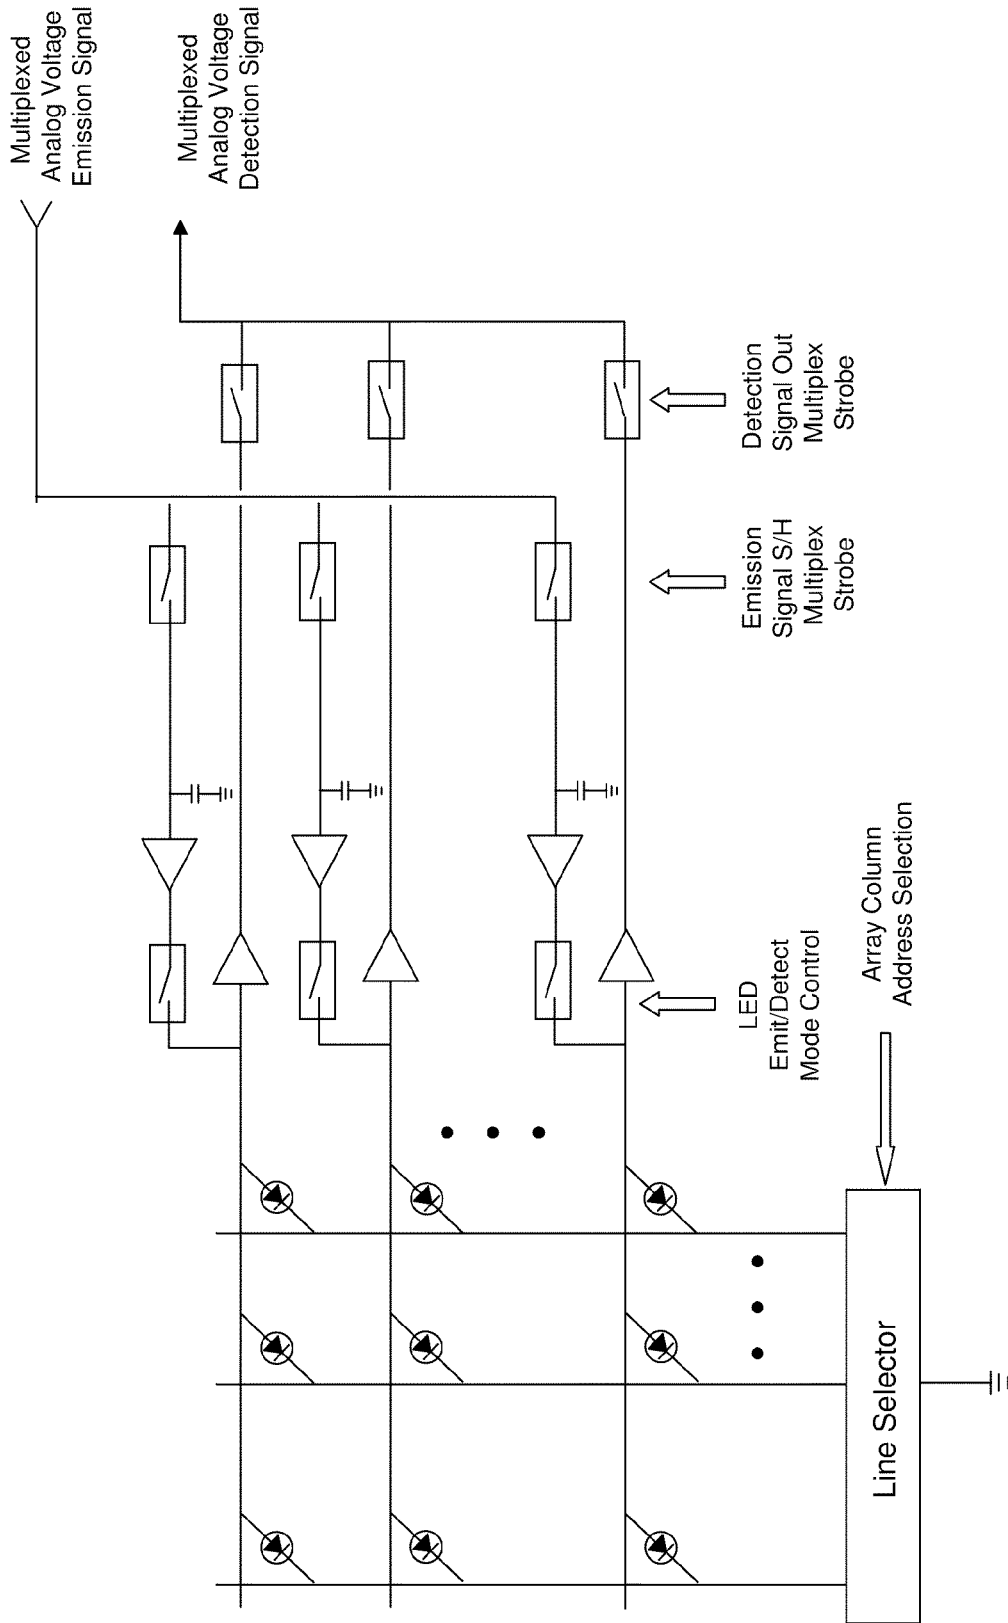 Multiplexed
Analog Voltage
Emission Signal
Multiplexed
Analog Voltage
Detection Signal
Detection
Signal Out
Multiplex
Strobe
Emission
Signal S/H
Multiplex
Strobe
LED
Emit/Detect
Mode Control
Array Column
Address Selection
Line Selector